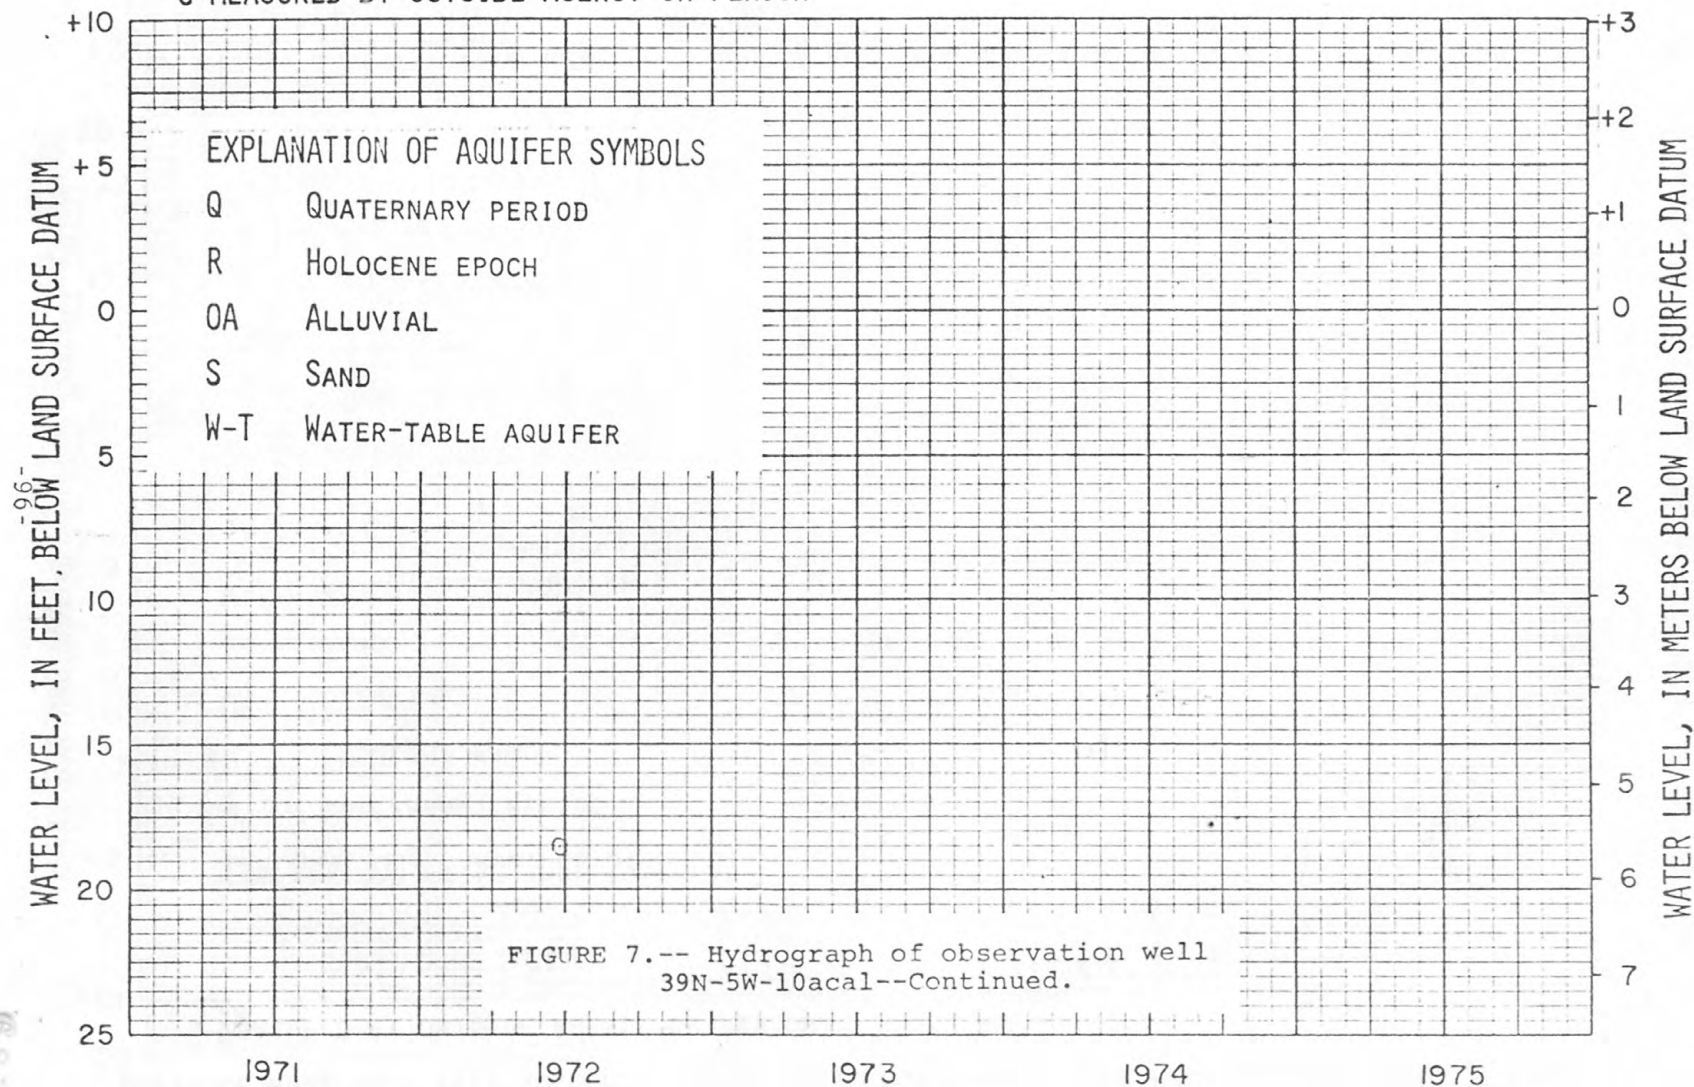 WATER LEVEL, IN FEET, BELOW LAND SURFACE DATUM
-96-
+10
+5
0
5
10
15
20
25
EXPLANATION OF AQUIFER SYMBOLS
Q QUATERNARY PERIOD
R HOLOCENE EPOCH
OA ALLUVIAL
S SAND
W-T WATER-TABLE AQUIFER
+3
+2
+1
0
1
2
3
4
5
6
7
WATER LEVEL, IN METERS BELOW LAND SURFACE DATUM
FIGURE 7.-- Hydrograph of observation well
39N-5W-10acal--Continued.
1971 1972 1973 1974 1975